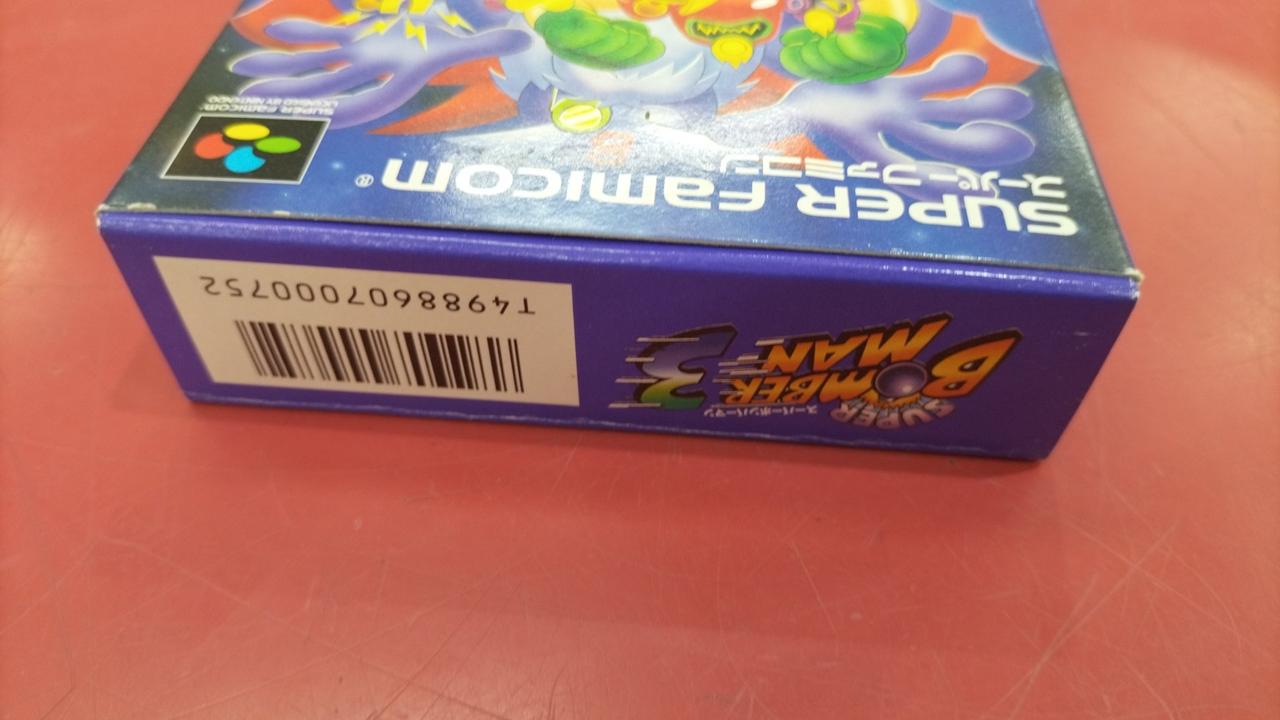 スーパーファミコン
SUPER FAMICOM®
SUPER FAMICOM™
LICENSED BY NINTENDO
スーパーボンバーマン
SUPER
BOMBER
MAN
3
T4988607000752